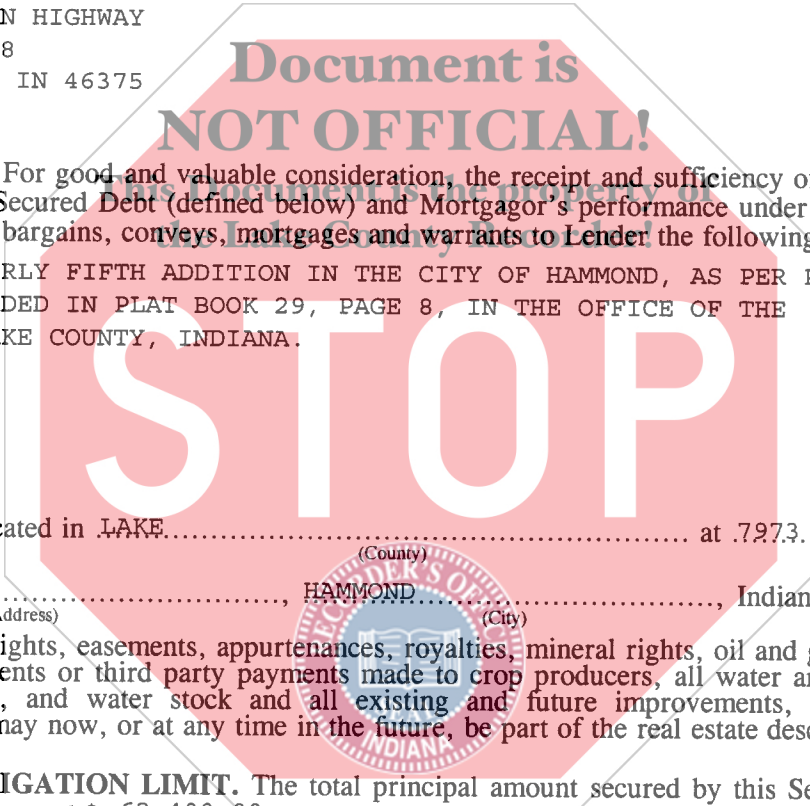 N HIGHWAY
8
IN 46375
Document is
NOT OFFICIAL!
This Document is the property of
the Lake County Recorder!
For good and valuable consideration, the receipt and sufficiency o
Secured Debt (defined below) and Mortgagor's performance under
bargains, conveys, mortgages and warrants to Lender the following
RLY FIFTH ADDITION IN THE CITY OF HAMMOND, AS PER
DED IN PLAT BOOK 29, PAGE 8, IN THE OFFICE OF THE
KE COUNTY, INDIANA.
STOP
cated in LAKE at 7973.
(County)
, HAMMOND , Indian
ddress) (City)
RECORDER'S OFFICE
INDIANA
ights, easements, appurtenances, royalties, mineral rights, oil and
ents or third party payments made to crop producers, all water a
, and water stock and all existing and future improvements,
may now, or at any time in the future, be part of the real estate desc
IGATION LIMIT. The total principal amount secured by this Se